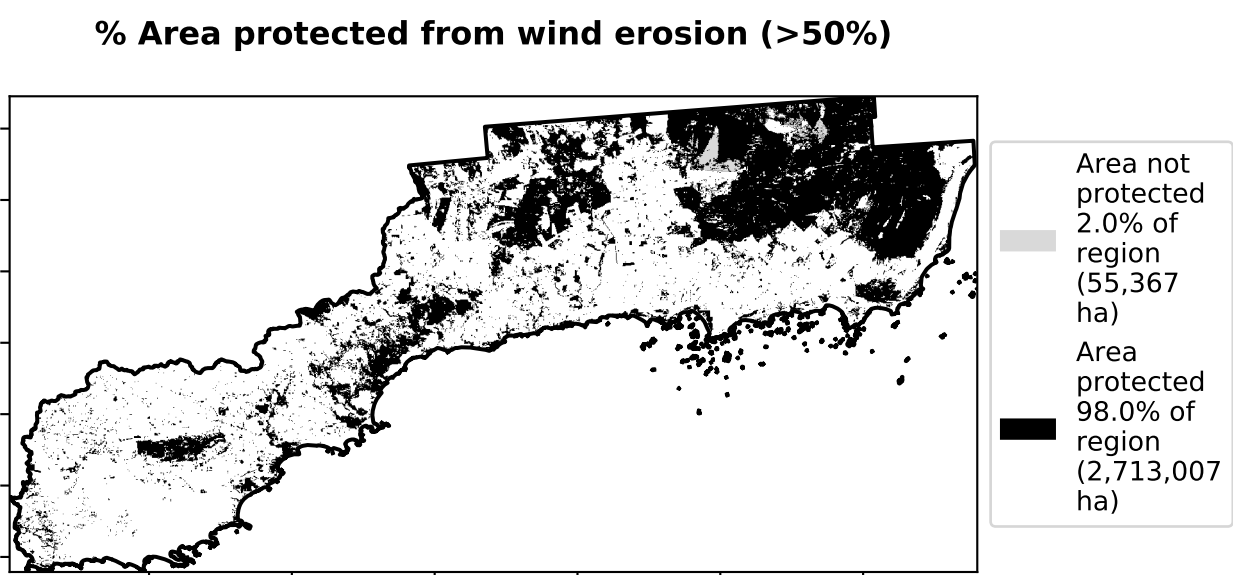 % Area protected from wind erosion (>50%)
Area not
protected
2.0% of
region
(55,367
ha)
Area
protected
98.0% of
region
(2,713,007
ha)